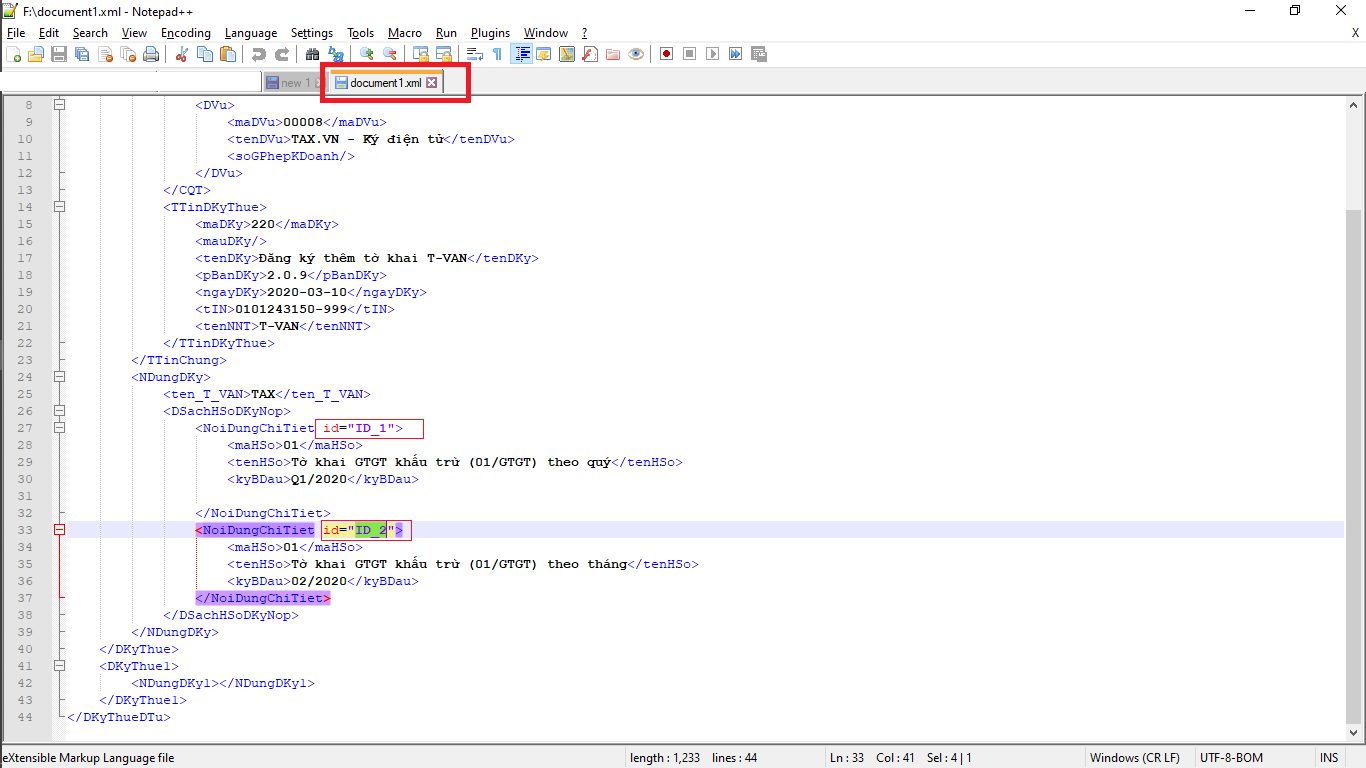 F:\document1.xml - Notepad++
File Edit Search View Encoding Language Settings Tools Macro Run Plugins Window ? X
new 1 document1.xml
8 <DVu>
9 <maDVu>00008</maDVu>
10 <tenDVu>TAX.VN - Ký điện tử</tenDVu>
11 <soGPhepKDoanh/>
12 </DVu>
13 </CQT>
14 <TTinDKyThue>
15 <maDKy>220</maDKy>
16 <mauDKy/>
17 <tenDKy>Đăng ký thêm tờ khai T-VAN</tenDKy>
18 <pBanDKy>2.0.9</pBanDKy>
19 <ngayDKy>2020-03-10</ngayDKy>
20 <tIN>0101243150-999</tIN>
21 <tenNNT>T-VAN</tenNNT>
22 </TTinDKyThue>
23 </TTinChung>
24 <NDungDKy>
25 <ten_T_VAN>TAX</ten_T_VAN>
26 <DSachHSoDKyNop>
27 <NoiDungChiTiet id="ID_1">
28 <maHSo>01</maHSo>
29 <tenHSo>Tờ khai GTGT khấu trừ (01/GTGT) theo quý</tenHSo>
30 <kyBDau>Q1/2020</kyBDau>
31
32 </NoiDungChiTiet>
33 <NoiDungChiTiet id="ID_2">
34 <maHSo>01</maHSo>
35 <tenHSo>Tờ khai GTGT khấu trừ (01/GTGT) theo tháng</tenHSo>
36 <kyBDau>02/2020</kyBDau>
37 </NoiDungChiTiet>
38 </DSachHSoDKyNop>
39 </NDungDKy>
40 </DKyThue>
41 <DKyThue1>
42 <NDungDKy1></NDungDKy1>
43 </DKyThue1>
44 </DKyThueDTu>
eXtensible Markup Language file length : 1,233 lines : 44 Ln : 33 Col : 41 Sel : 4 | 1 Windows (CR LF) UTF-8-BOM INS